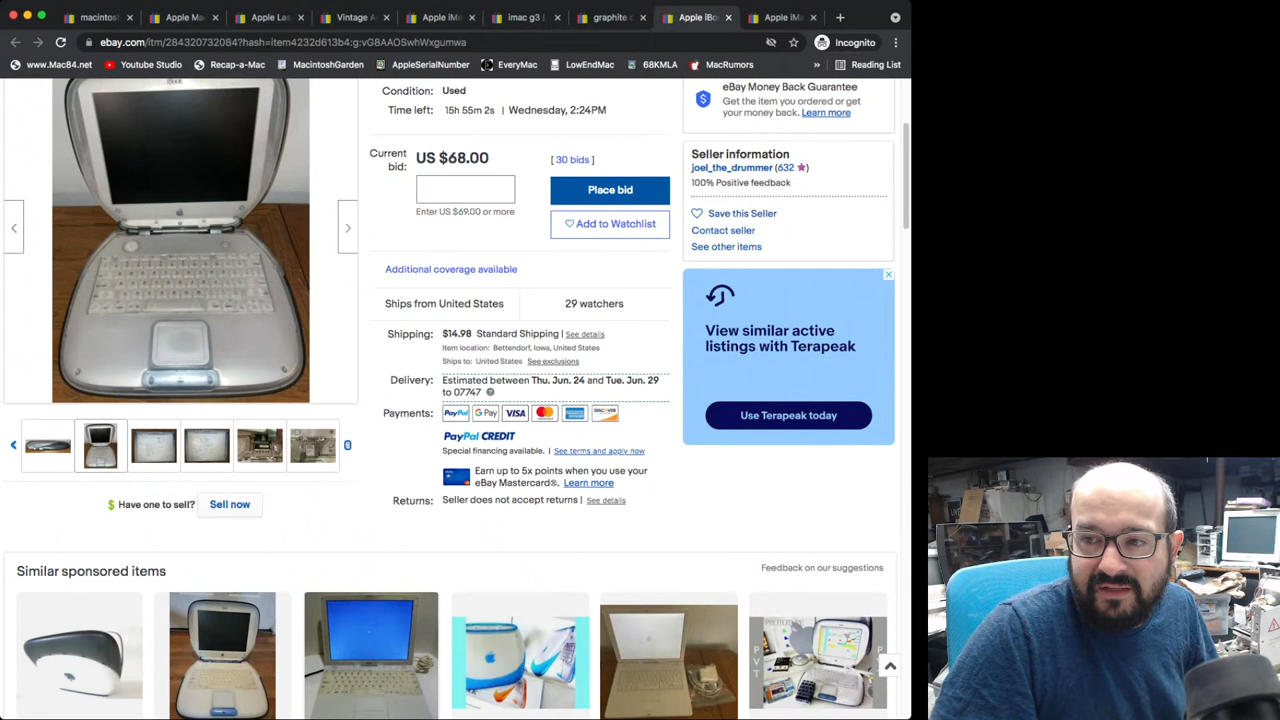 macintosh
Apple Ma
Apple Las
Vintage A
Apple iMa
imac g3 |
graphite c
Apple iBoo
Apple iMa
ebay.com/itm/284320732084?hash=item4232d613b4:g:vG8AAOSwhWxgumwa
Incognito
www.Mac84.net
Youtube Studio
Recap-a-Mac
MacintoshGarden
AppleSerialNumber
EveryMac
LowEndMac
68KMLA
MacRumors
»
Reading List
Condition: Used
Time left: 15h 55m 2s | Wednesday, 2:24PM
Current bid: US $68.00 [ 30 bids ]
Place bid
Enter US $69.00 or more
Add to Watchlist
Additional coverage available
Ships from United States
29 watchers
Shipping: $14.98 Standard Shipping | See details
Item location: Bettendorf, Iowa, United States
Ships to: United States See exclusions
Delivery: Estimated between Thu. Jun. 24 and Tue. Jun. 29
to 07747
Payments: PayPal G Pay VISA
PayPal CREDIT
Special financing available. | See terms and apply now
Earn up to 5x points when you use your
eBay Mastercard®. Learn more
Returns: Seller does not accept returns | See details
$ Have one to sell? Sell now
eBay Money Back Guarantee
Get the item you ordered or get
your money back. Learn more
Seller information
joel_the_drummer (632 ★)
100% Positive feedback
Save this Seller
Contact seller
See other items
View similar active
listings with Terapeak
Use Terapeak today
Similar sponsored items
Feedback on our suggestions